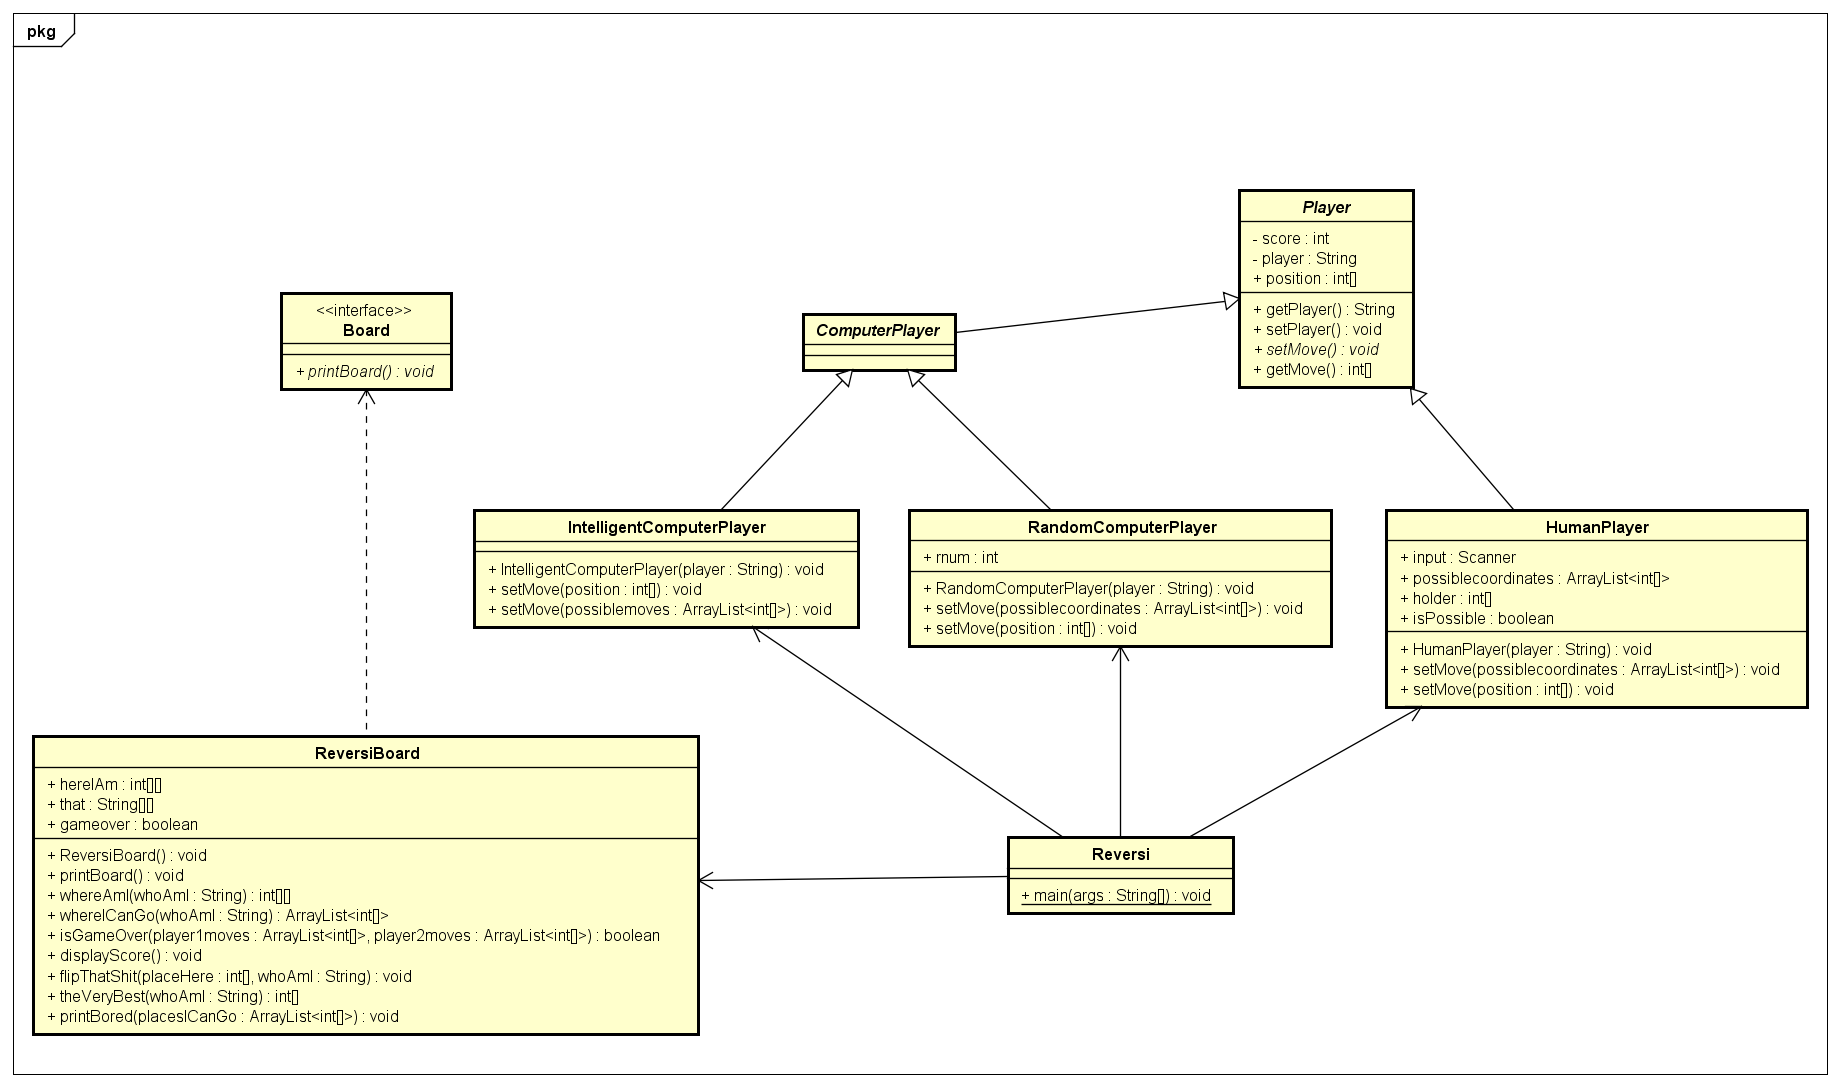 pkg
Player
- score : int
- player : String
+ position : int[]
+ getPlayer() : String
+ setPlayer() : void
+ setMove() : void
+ getMove() : int[]
<<interface>>
Board
+ printBoard() : void
ComputerPlayer
IntelligentComputerPlayer
+ IntelligentComputerPlayer(player : String) : void
+ setMove(position : int[]) : void
+ setMove(possiblemoves : ArrayList<int[]>) : void
RandomComputerPlayer
+ rnum : int
+ RandomComputerPlayer(player : String) : void
+ setMove(possiblecoordinates : ArrayList<int[]>) : void
+ setMove(position : int[]) : void
HumanPlayer
+ input : Scanner
+ possiblecoordinates : ArrayList<int[]>
+ holder : int[]
+ isPossible : boolean
+ HumanPlayer(player : String) : void
+ setMove(possiblecoordinates : ArrayList<int[]>) : void
+ setMove(position : int[]) : void
ReversiBoard
+ hereIAm : int[][]
+ that : String[][]
+ gameover : boolean
+ ReversiBoard() : void
+ printBoard() : void
+ whereAmI(whoAmI : String) : int[][]
+ whereICanGo(whoAmI : String) : ArrayList<int[]>
+ isGameOver(player1moves : ArrayList<int[]>, player2moves : ArrayList<int[]>) : boolean
+ displayScore() : void
+ flipThatShit(placeHere : int[], whoAmI : String) : void
+ theVeryBest(whoAmI : String) : int[]
+ printBored(placesICanGo : ArrayList<int[]>) : void
Reversi
+ main(args : String[]) : void